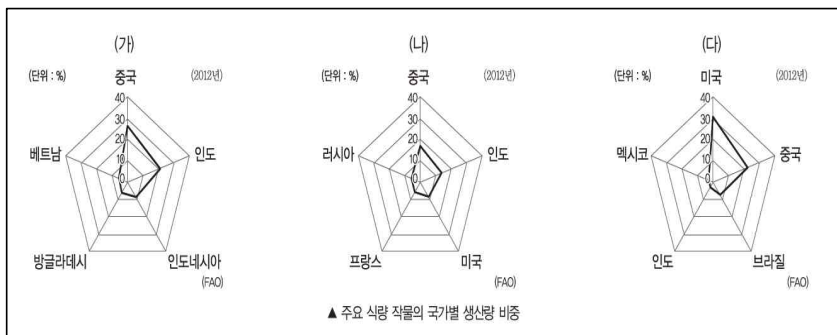 (가)
(단위 : %)
중국
(2012년)
40
30
20
10
0
베트남
인도
방글라데시
인도네시아
(FAO)
(나)
(단위 : %)
중국
(2012년)
40
30
20
10
0
러시아
인도
프랑스
미국
(FAO)
(다)
(단위 : %)
미국
(2012년)
40
30
20
10
0
멕시코
중국
인도
브라질
(FAO)
▲ 주요 식량 작물의 국가별 생산량 비중